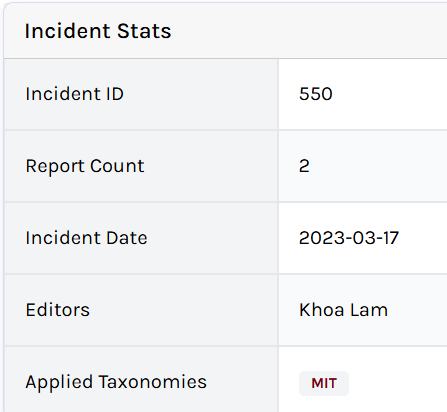 Incident Stats
Incident ID 550
Report Count 2
Incident Date 2023-03-17
Editors Khoa Lam
Applied Taxonomies MIT